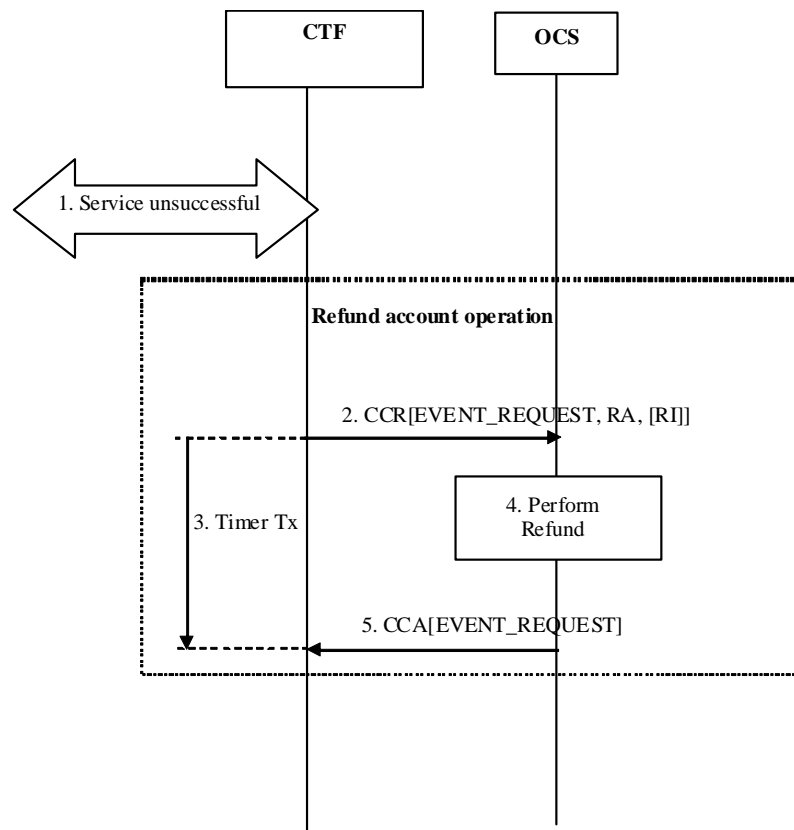 CTF
OCS
1. Service unsuccessful
Refund account operation
2. CCR[EVENT_REQUEST, RA, [RI]]
3. Timer Tx
4. Perform
Refund
5. CCA[EVENT_REQUEST]